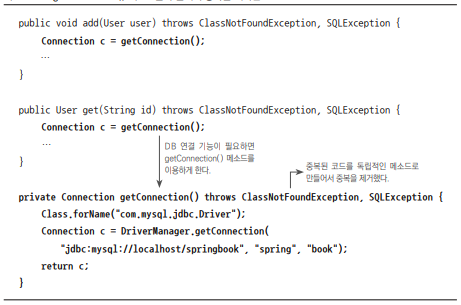 public void add(User user) throws ClassNotFoundException, SQLException {
Connection c = getConnection();
...
}
public User get(String id) throws ClassNotFoundException, SQLException {
Connection c = getConnection();
...
}
DB 연결 기능이 필요하면
getConnection() 메소드를
이용하게 한다.
중복된 코드를 독립적인 메소드로
만들어서 중복을 제거했다.
private Connection getConnection() throws ClassNotFoundException, SQLException {
Class.forName("com.mysql.jdbc.Driver");
Connection c = DriverManager.getConnection(
"jdbc:mysql://localhost/springbook", "spring", "book");
return c;
}